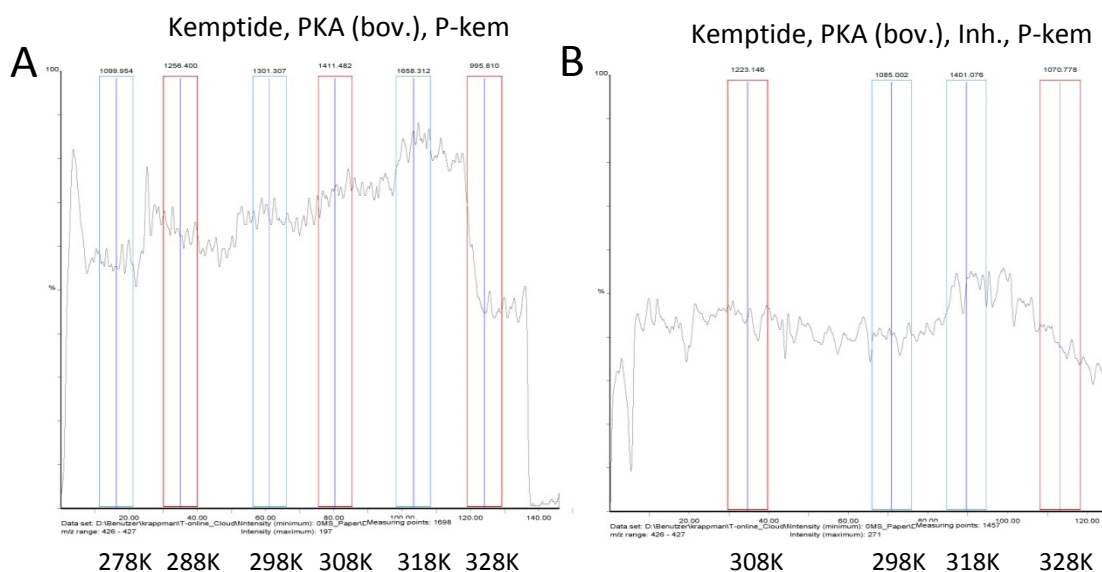 Kemptide, PKA (bov.), P-kem
A
100
1099.954
1256.400
1301.307
1411.482
1658.312
995.810
%
20.00
40.00
60.00
80.00
100.00
120.00
140.00
Data set: D:\Benutzer\krappman\T-online_Cloud\
Intensity (minimum): 0
Measuring points: 1698
m/z range: 426 - 427
Intensity (maximum): 197
278K 288K 298K 308K 318K 328K
Kemptide, PKA (bov.), Inh., P-kem
B
100
1223.146
1085.002
1401.076
1070.778
%
20.00
40.00
60.00
80.00
100.00
120.00
Data set: D:\Benutzer\krappman\T-online_Cloud\
Intensity (minimum): 0
Measuring points: 1457
m/z range: 426 - 427
Intensity (maximum): 271
308K 298K 318K 328K